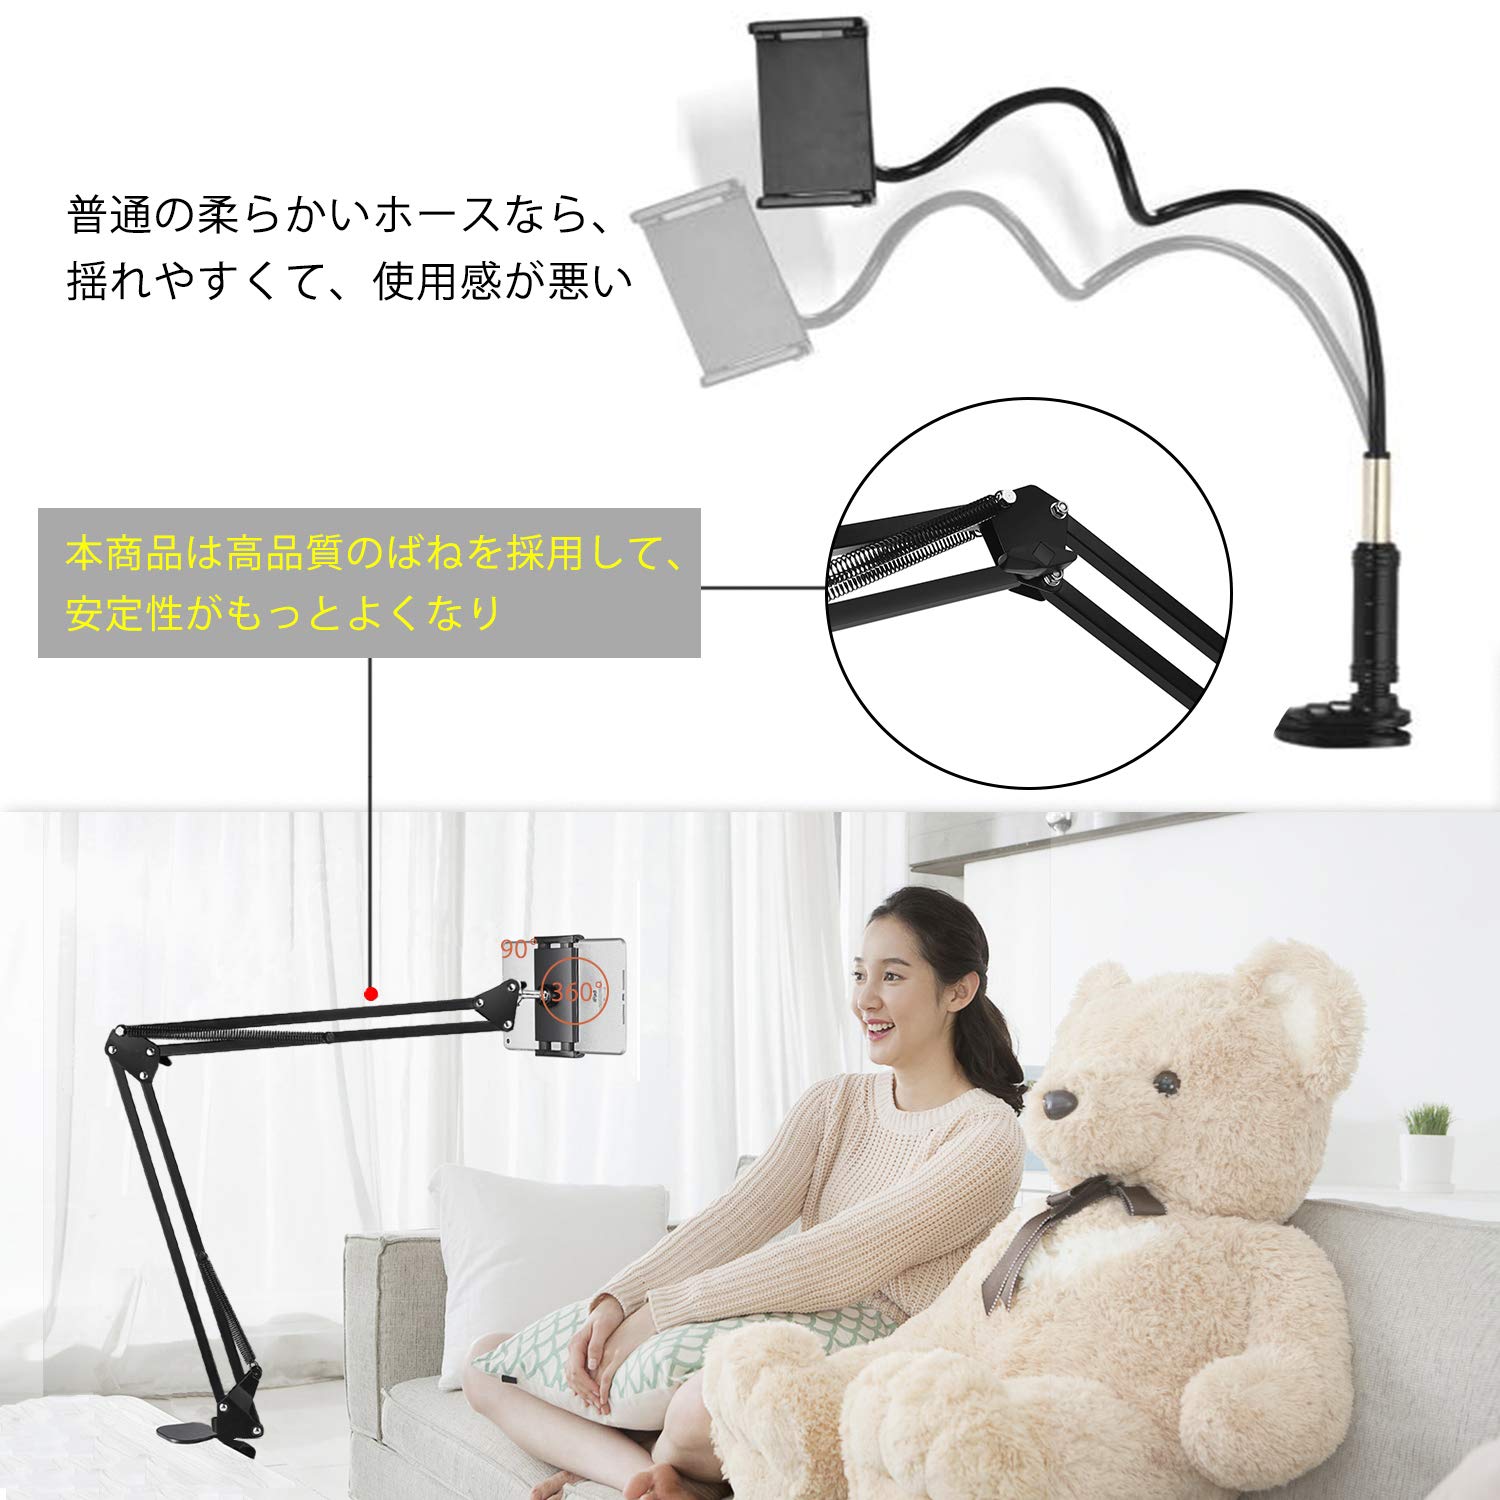 普通の柔らかいホースなら、
揺れやすくて、使用感が悪い
本商品は高品質のばねを採用して、
安定性がもっとよくなり
90°
360°